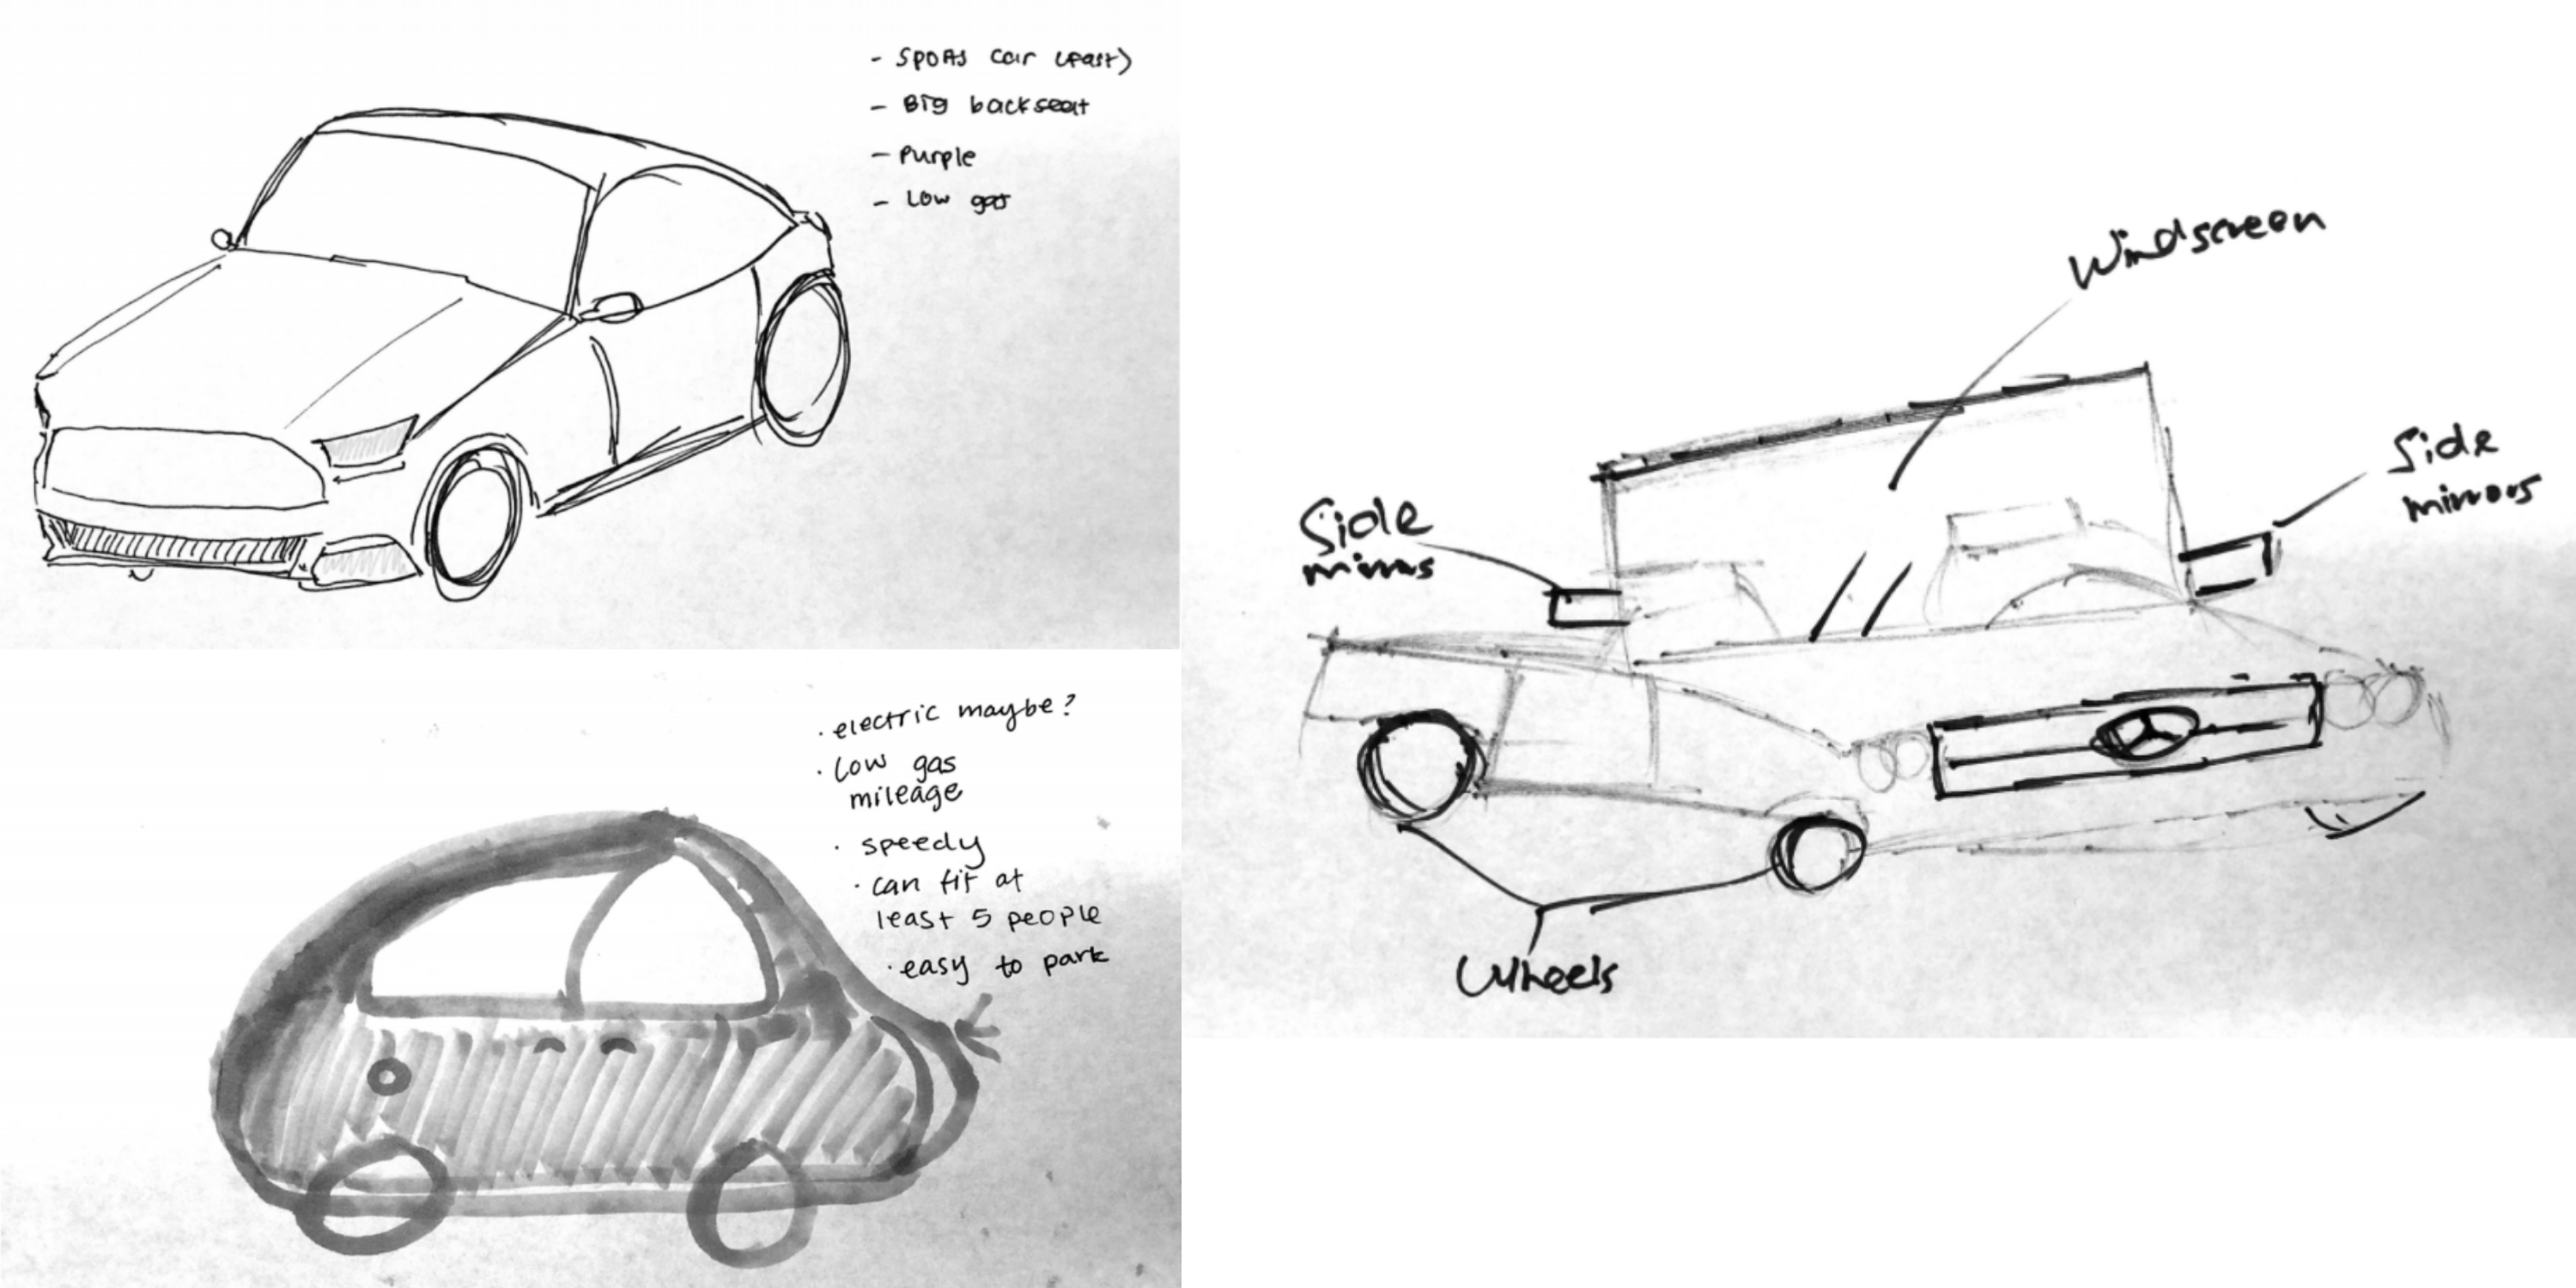 - Sports car (fast)
- Big backseat
- Purple
- Low gas
· electric maybe?
· low gas
mileage
· speedy
· can fit at
least 5 people
· easy to park
Windscreen
Side
mirrors
Side
mirrors
Wheels